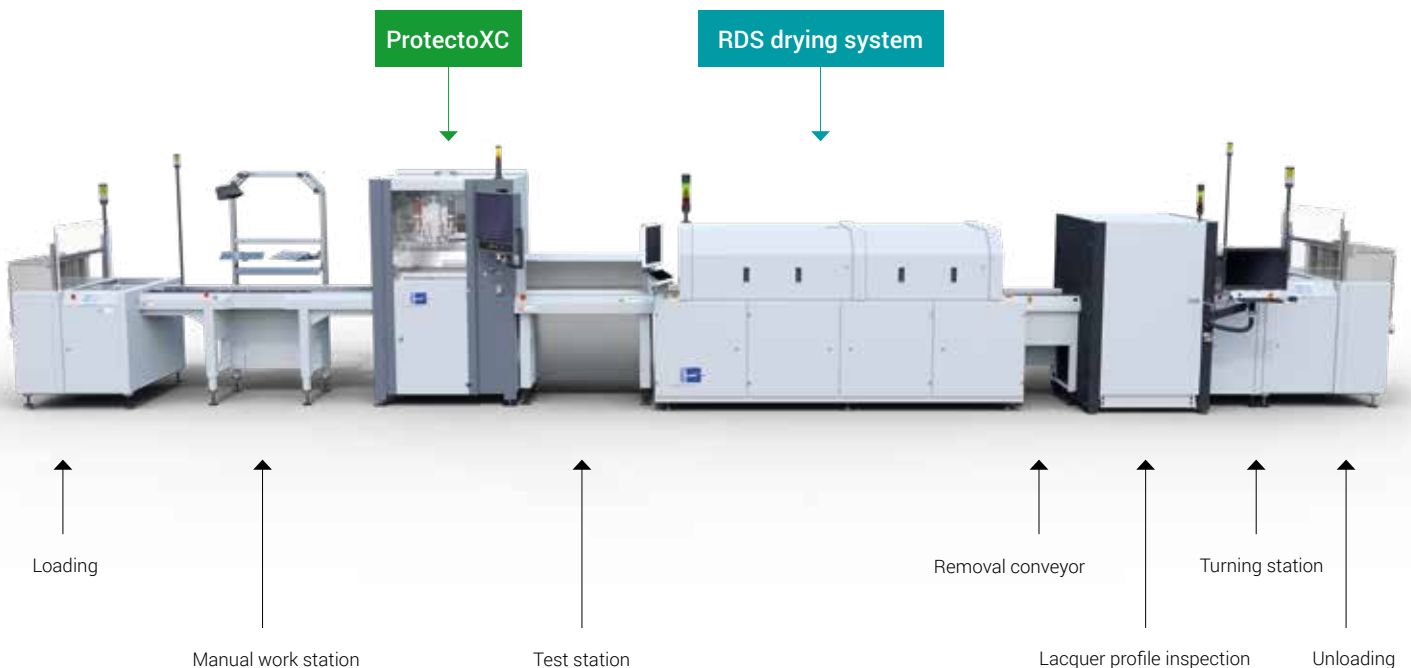 ProtectoXC
RDS drying system
Loading
Removal conveyor
Turning station
Manual work station
Test station
Lacquer profile inspection
Unloading